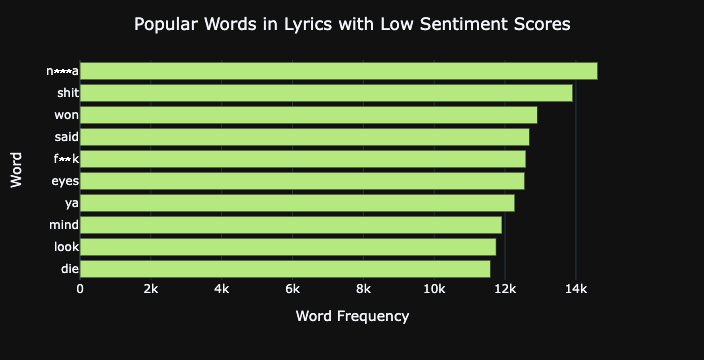 Popular Words in Lyrics with Low Sentiment Scores
n***a
shit
won
said
f**k
eyes
ya
mind
look
die
Word
0 2k 4k 6k 8k 10k 12k 14k
Word Frequency